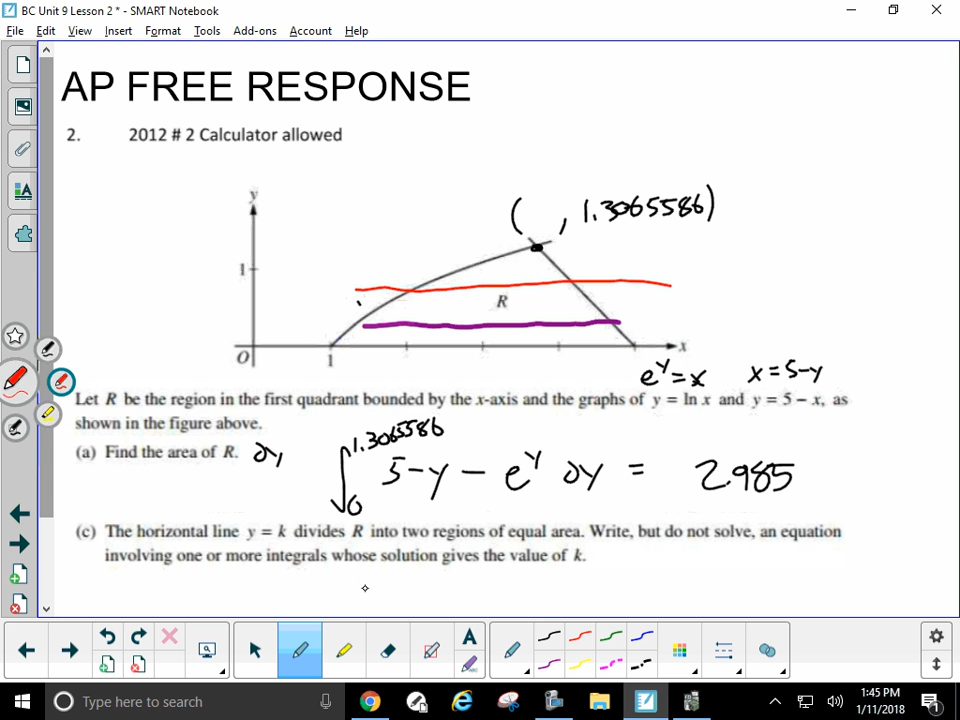 BC Unit 9 Lesson 2 * - SMART Notebook
File Edit View Insert Format Tools Add-ons Account Help
AP FREE RESPONSE
2. 2012 # 2 Calculator allowed
y
( , 1.3065586)
1
R
O 1 x
e^y = x x = 5-y
Let R be the region in the first quadrant bounded by the x-axis and the graphs of y = ln x and y = 5 − x, as
shown in the figure above.
(a) Find the area of R. dy
∫_0^1.3065586 5-y - e^y dy = 2.985
(c) The horizontal line y = k divides R into two regions of equal area. Write, but do not solve, an equation
involving one or more integrals whose solution gives the value of k.
A
Type here to search
1:45 PM
1/11/2018
1